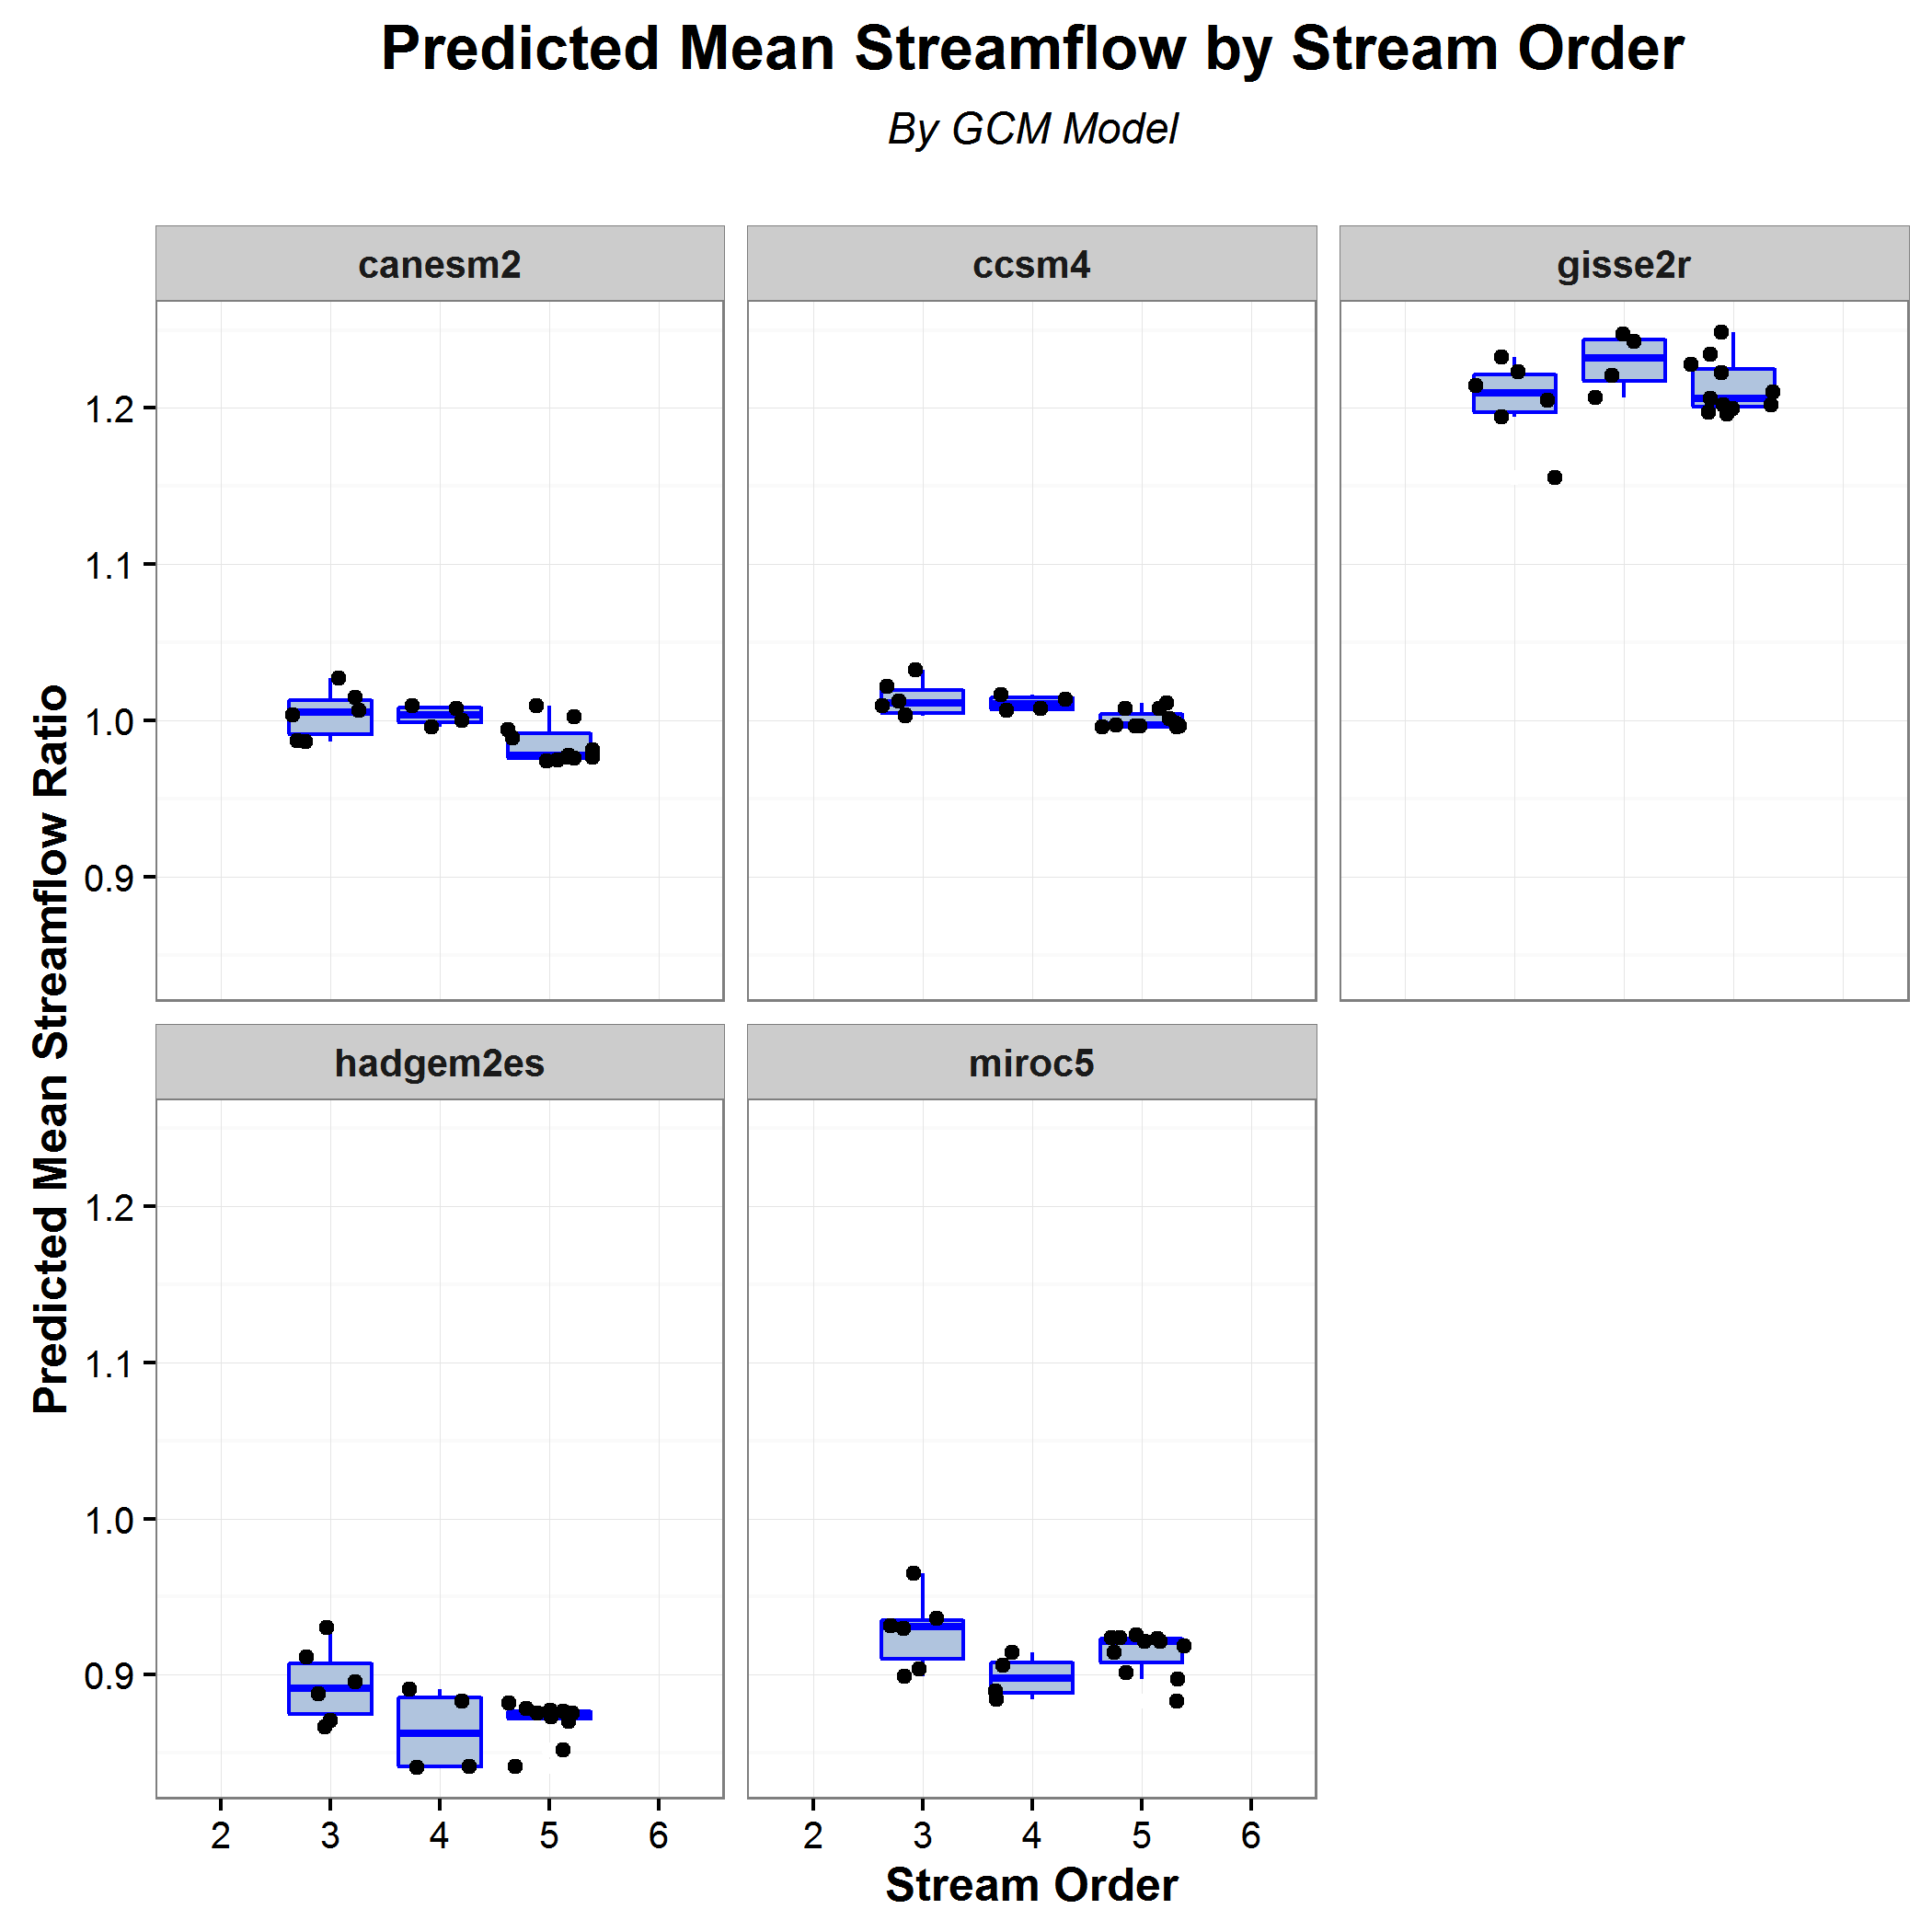 Predicted Mean Streamflow by Stream Order
By GCM Model
canesm2
ccsm4
gisse2r
1.2
1.1
1.0
0.9
Predicted Mean Streamflow Ratio
hadgem2es
miroc5
1.2
1.1
1.0
0.9
2 3 4 5 6
2 3 4 5 6
Stream Order